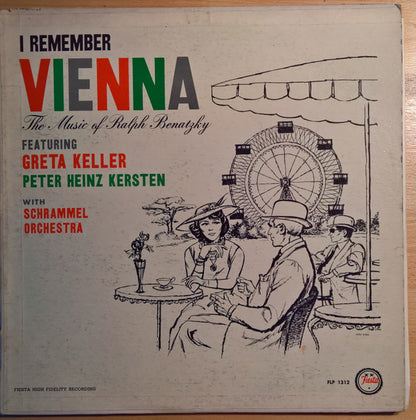 I REMEMBER
VIENNA
The Music of Ralph Benatzky
FEATURING
GRETA KELLER
PETER HEINZ KERSTEN
WITH
SCHRAMMEL
ORCHESTRA
FIESTA HIGH FIDELITY RECORDING
FLP 1312
Fiesta